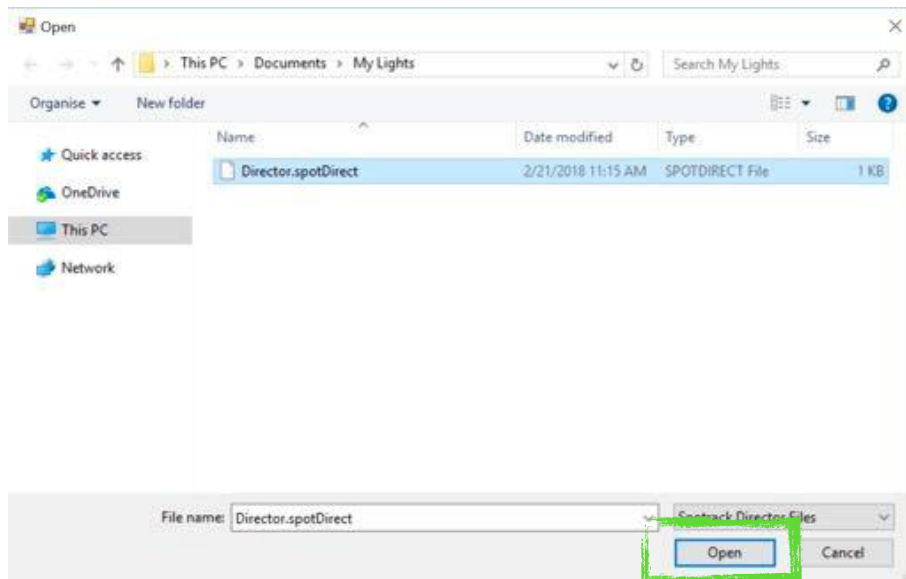 Open
This PC > Documents > My Lights
Search My Lights
Organise
New folder
Name
Date modified
Type
Size
Quick access
Director.spotDirect
2/21/2018 11:15 AM
SPOTDIRECT File
1 KB
OneDrive
This PC
Network
File name:
Director.spotDirect
Spotrack Director Files
Open
Cancel